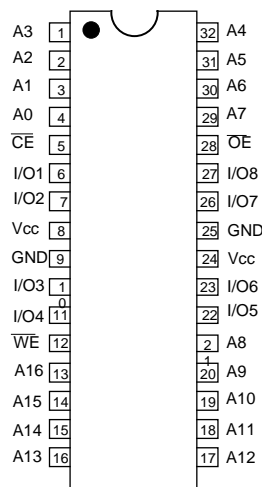 A3 1 32 A4
A2 2 31 A5
A1 3 30 A6
A0 4 29 A7
C̅E̅ 5 28 O̅E̅
I/O1 6 27 I/O8
I/O2 7 26 I/O7
Vcc 8 25 GND
GND 9 24 Vcc
I/O3 10 23 I/O6
I/O4 11 22 I/O5
W̅E̅ 12 21 A8
A16 13 20 A9
A15 14 19 A10
A14 15 18 A11
A13 16 17 A12